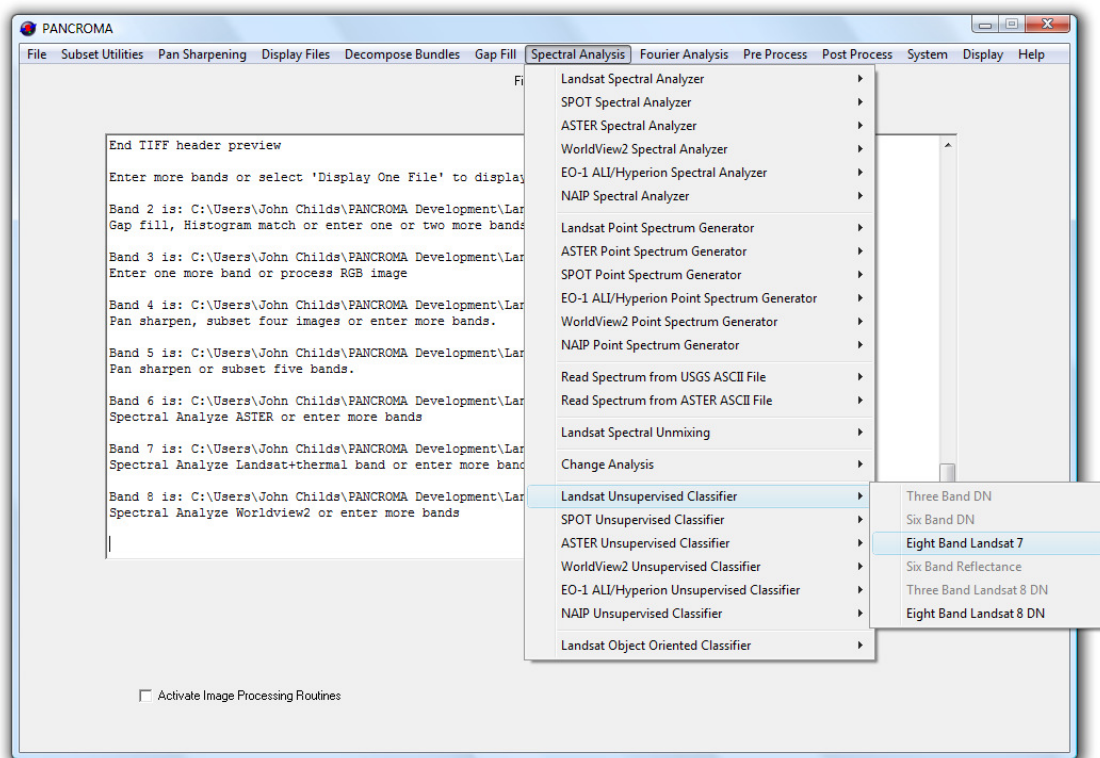 PANCROMA
File Subset Utilities Pan Sharpening Display Files Decompose Bundles Gap Fill Spectral Analysis Fourier Analysis Pre Process Post Process System Display Help
End TIFF header preview
Enter more bands or select 'Display One File' to display
Band 2 is: C:\Users\John Childs\PANCROMA Development\Lan
Gap fill, Histogram match or enter one or two more bands
Band 3 is: C:\Users\John Childs\PANCROMA Development\Lan
Enter one more band or process RGB image
Band 4 is: C:\Users\John Childs\PANCROMA Development\Lan
Pan sharpen, subset four images or enter more bands.
Band 5 is: C:\Users\John Childs\PANCROMA Development\Lan
Pan sharpen or subset five bands.
Band 6 is: C:\Users\John Childs\PANCROMA Development\Lan
Spectral Analyze ASTER or enter more bands
Band 7 is: C:\Users\John Childs\PANCROMA Development\Lan
Spectral Analyze Landsat+thermal band or enter more band
Band 8 is: C:\Users\John Childs\PANCROMA Development\Lan
Spectral Analyze Worldview2 or enter more bands
Activate Image Processing Routines
Landsat Spectral Analyzer
SPOT Spectral Analyzer
ASTER Spectral Analyzer
WorldView2 Spectral Analyzer
EO-1 ALI/Hyperion Spectral Analyzer
NAIP Spectral Analyzer
Landsat Point Spectrum Generator
ASTER Point Spectrum Generator
SPOT Point Spectrum Generator
EO-1 ALI/Hyperion Point Spectrum Generator
WorldView2 Point Spectrum Generator
NAIP Point Spectrum Generator
Read Spectrum from USGS ASCII File
Read Spectrum from ASTER ASCII File
Landsat Spectral Unmixing
Change Analysis
Landsat Unsupervised Classifier
SPOT Unsupervised Classifier
ASTER Unsupervised Classifier
WorldView2 Unsupervised Classifier
EO-1 ALI/Hyperion Unsupervised Classifier
NAIP Unsupervised Classifier
Landsat Object Oriented Classifier
Three Band DN
Six Band DN
Eight Band Landsat 7
Six Band Reflectance
Three Band Landsat 8 DN
Eight Band Landsat 8 DN